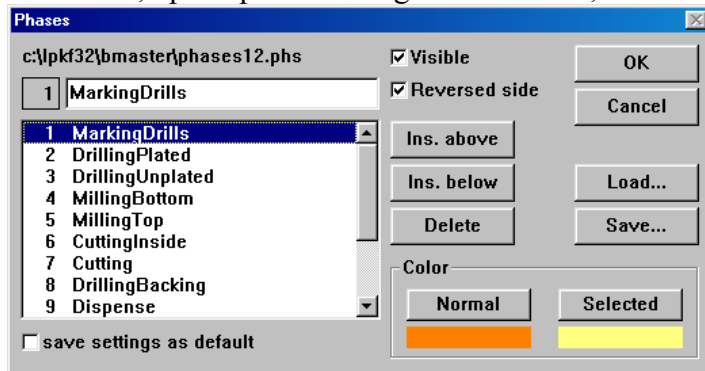 Phases
c:\lpkf32\bmaster\phases12.phs
1 MarkingDrills
1 MarkingDrills
2 DrillingPlated
3 DrillingUnplated
4 MillingBottom
5 MillingTop
6 CuttingInside
7 Cutting
8 DrillingBacking
9 Dispense
save settings as default
Visible
Reversed side
Ins. above
Ins. below
Delete
OK
Cancel
Load...
Save...
Color
Normal
Selected